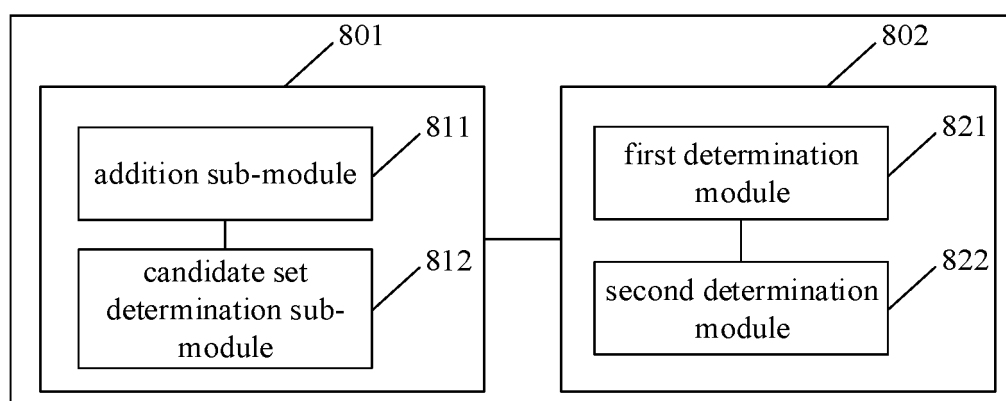 801
802
addition sub-module
811
candidate set
determination sub-
module
812
first determination
module
821
second determination
module
822